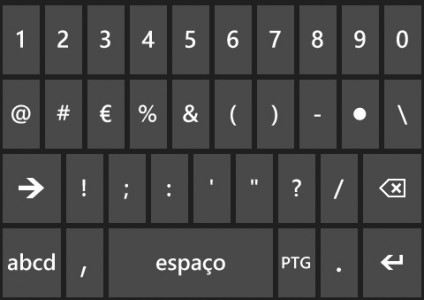 1 2 3 4 5 6 7 8 9 0
@ # € % & ( ) - ● \
→ ! ; : ' " ? /
abcd , espaço PTG .